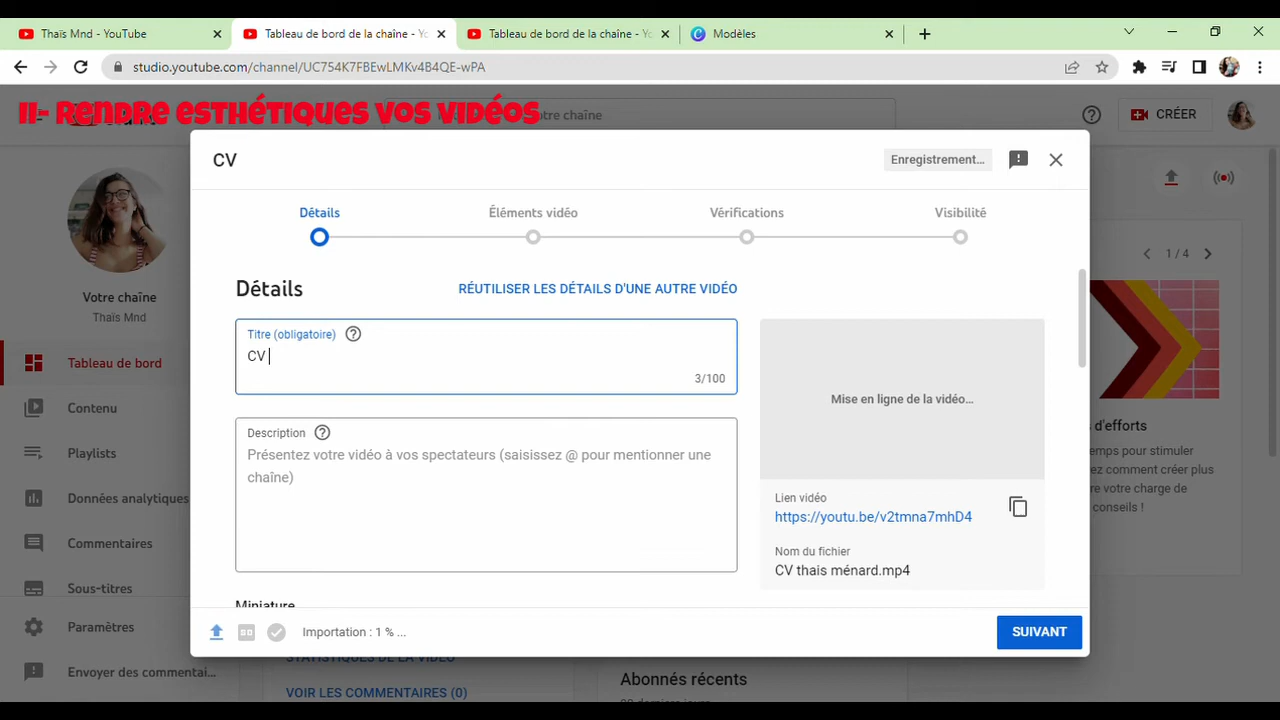 Thaïs Mnd - YouTube
Tableau de bord de la chaîne - Yo
Tableau de bord de la chaîne - Yo
Modèles
studio.youtube.com/channel/UC754K7FBEwLMKv4B4QE-wPA
II- Rendre esthétiques vos vidéos
otre chaîne
CRÉER
CV
Enregistrement...
Détails
Éléments vidéo
Vérifications
Visibilité
1 / 4
Votre chaîne
Thaïs Mnd
Détails
RÉUTILISER LES DÉTAILS D'UNE AUTRE VIDÉO
Titre (obligatoire)
CV
3/100
Mise en ligne de la vidéo...
Tableau de bord
Contenu
Playlists
Données analytiques
Commentaires
Sous-titres
Paramètres
Envoyer des commentai...
Description
Présentez votre vidéo à vos spectateurs (saisissez @ pour mentionner une
chaîne)
Lien vidéo
https://youtu.be/v2tmna7mhD4
Nom du fichier
CV thais ménard.mp4
d'efforts
emps pour stimuler
ez comment créer plus
re votre charge de
conseils !
Miniature
SD
Importation : 1 % ...
SUIVANT
STATISTIQUES DE LA VIDÉO
VOIR LES COMMENTAIRES (0)
Abonnés récents